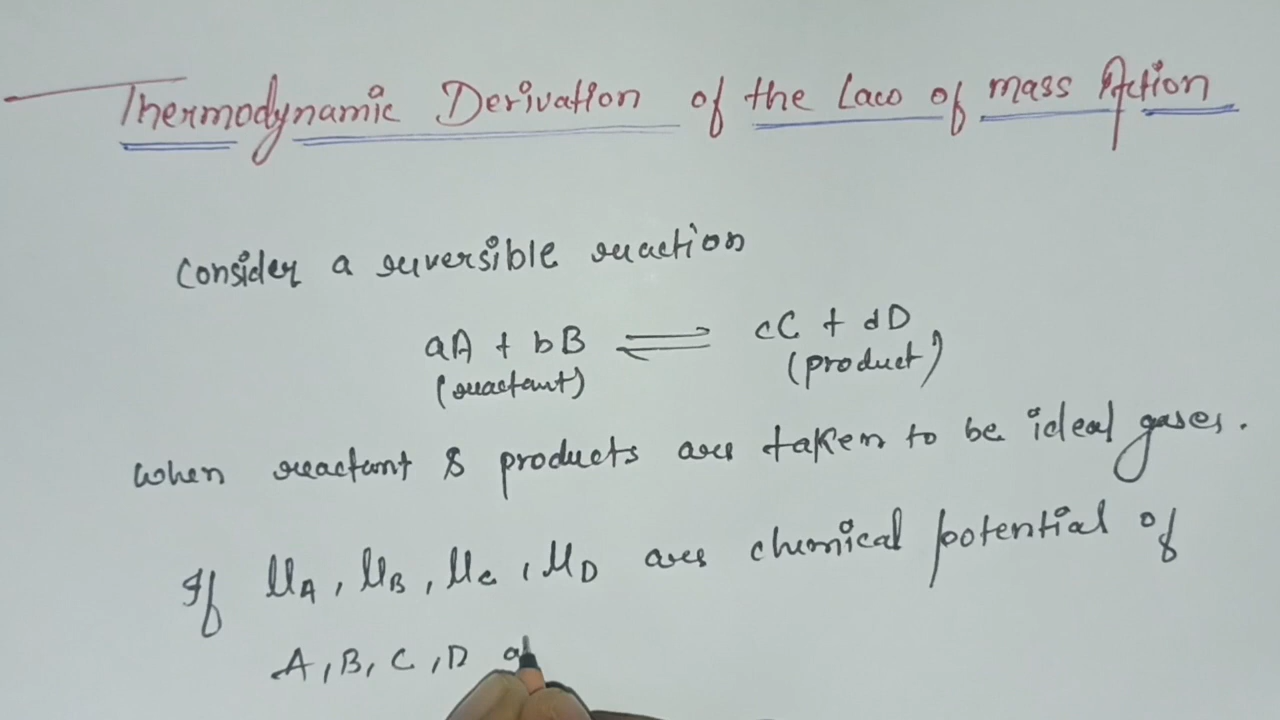 Thermodynamic Derivation of the Law of mass Action
Consider a reversible reaction
aA + bB ⇌ cC + dD
(reactant) (product)
when reactant & products are taken to be ideal gases.
If μA, μB, μC, μD are chemical potential of
A, B, C, D